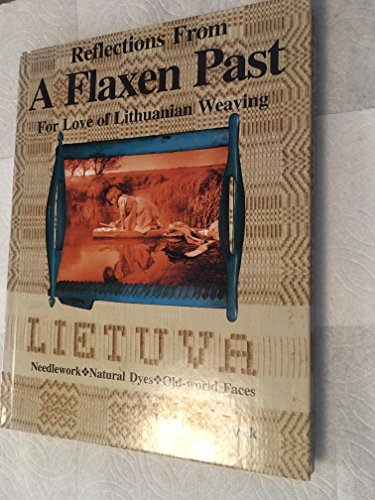 Reflections From
A Flaxen Past
For Love of Lithuanian Weaving
LIETUVA
Needlework❖Natural Dyes❖Old-world Faces